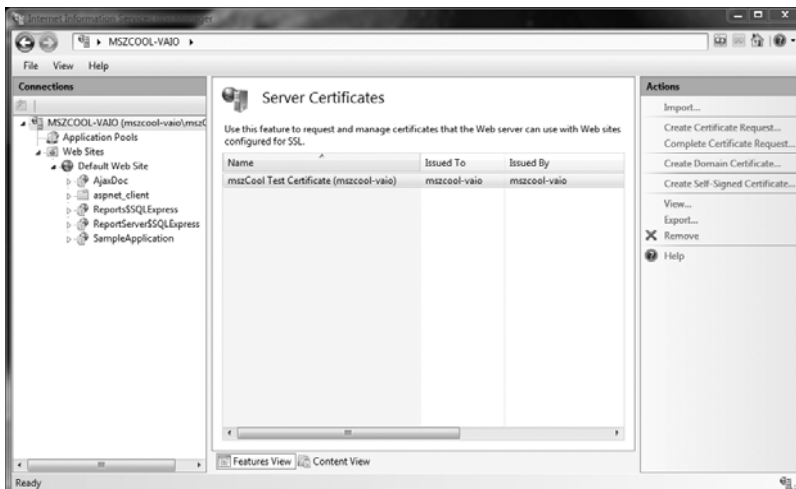 Internet Information Services
MSZCOOL-VAIO
File View Help
Connections
MSZCOOL-VAIO (mszcool-vaio\mszC
Application Pools
Web Sites
Default Web Site
AjaxDoc
aspnet_client
Reports$SQLExpress
ReportServer$SQLExpress
SampleApplication
Server Certificates
Use this feature to request and manage certificates that the Web server can use with Web sites
configured for SSL.
Name Issued To Issued By
mszCool Test Certificate (mszcool-vaio) mszcool-vaio mszcool-vaio
Features View Content View
Actions
Import...
Create Certificate Request...
Complete Certificate Request...
Create Domain Certificate...
Create Self-Signed Certificate...
View...
Export...
Remove
Help
Ready